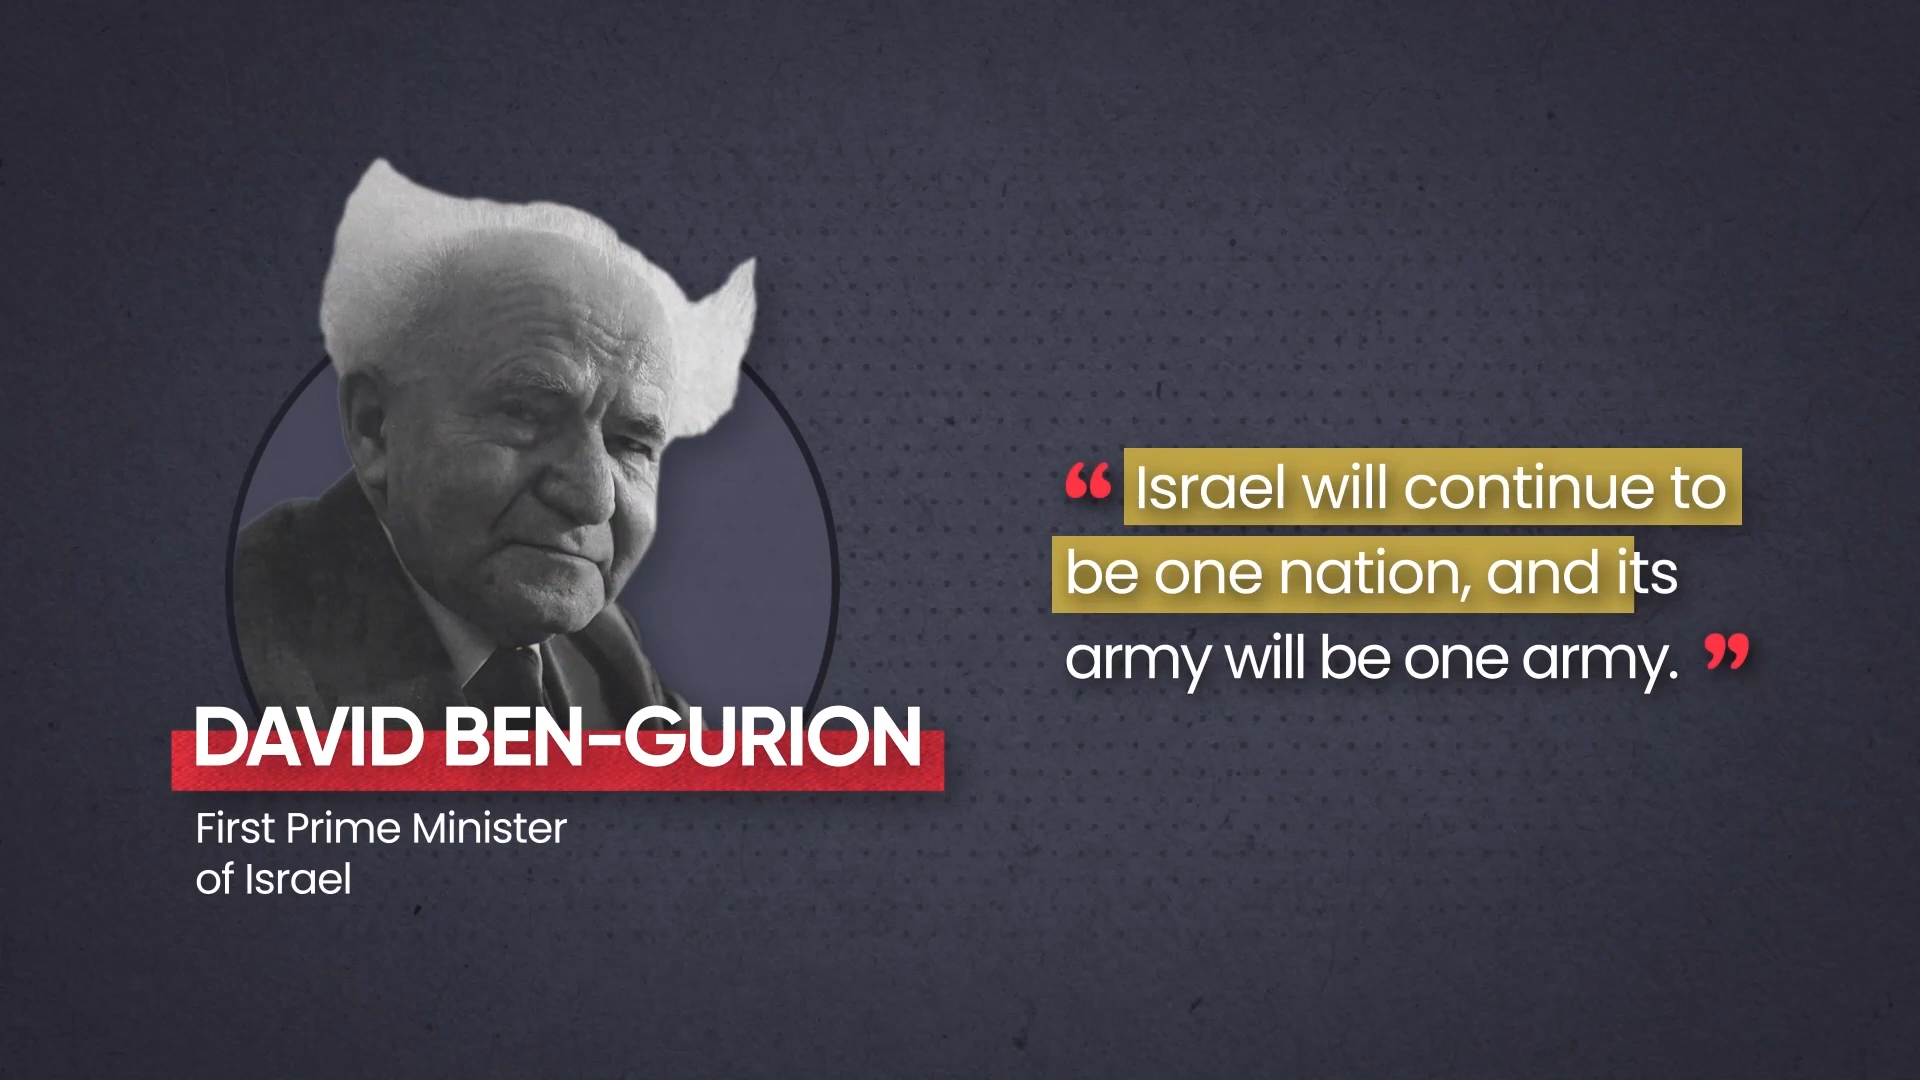 DAVID BEN-GURION
First Prime Minister
of Israel
“ Israel will continue to
be one nation, and its
army will be one army. ”